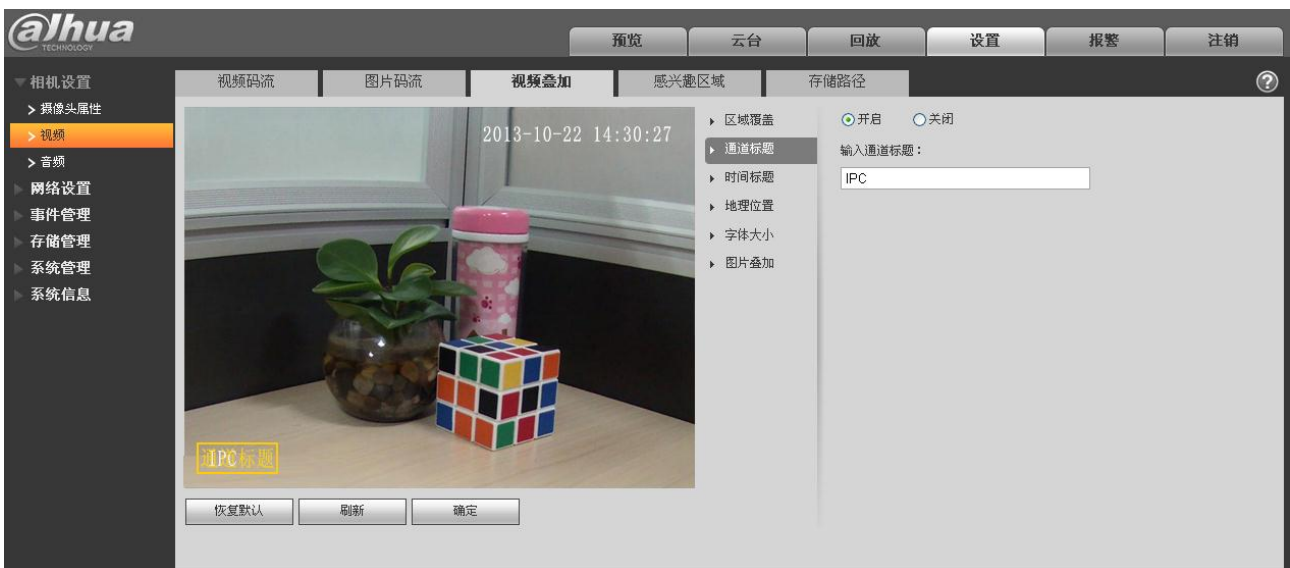 alhua
TECHNOLOGY
预览 云台 回放 设置 报警 注销
相机设置
> 摄像头属性
> 视频
> 音频
网络设置
事件管理
存储管理
系统管理
系统信息
视频码流 图片码流 视频叠加 感兴趣区域 存储路径 ?
2013-10-22 14:30:27
通道标题
IPC
恢复默认 刷新 确定
区域覆盖
通道标题
时间标题
地理位置
字体大小
图片叠加
开启 关闭
输入通道标题：
IPC